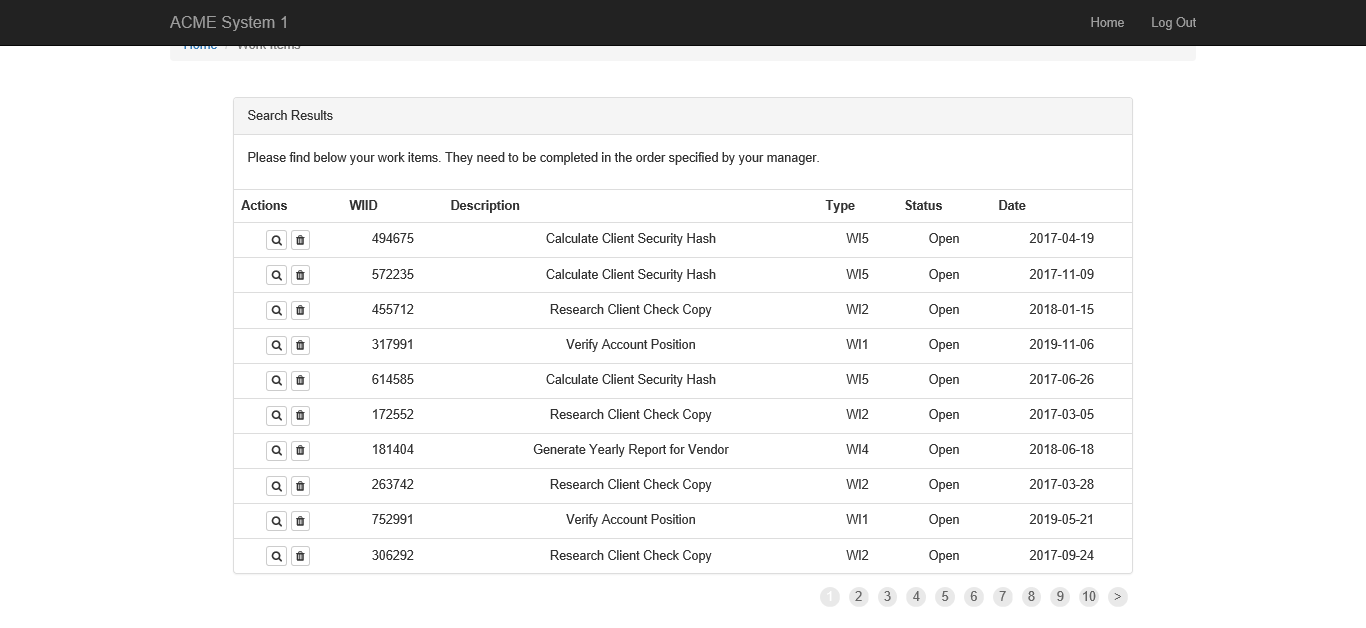 ACME System 1 Home Log Out
Home / Work Items
Search Results
Please find below your work items. They need to be completed in the order specified by your manager.
Actions WIID Description Type Status Date
494675 Calculate Client Security Hash WI5 Open 2017-04-19
572235 Calculate Client Security Hash WI5 Open 2017-11-09
455712 Research Client Check Copy WI2 Open 2018-01-15
317991 Verify Account Position WI1 Open 2019-11-06
614585 Calculate Client Security Hash WI5 Open 2017-06-26
172552 Research Client Check Copy WI2 Open 2017-03-05
181404 Generate Yearly Report for Vendor WI4 Open 2018-06-18
263742 Research Client Check Copy WI2 Open 2017-03-28
752991 Verify Account Position WI1 Open 2019-05-21
306292 Research Client Check Copy WI2 Open 2017-09-24
1 2 3 4 5 6 7 8 9 10 >